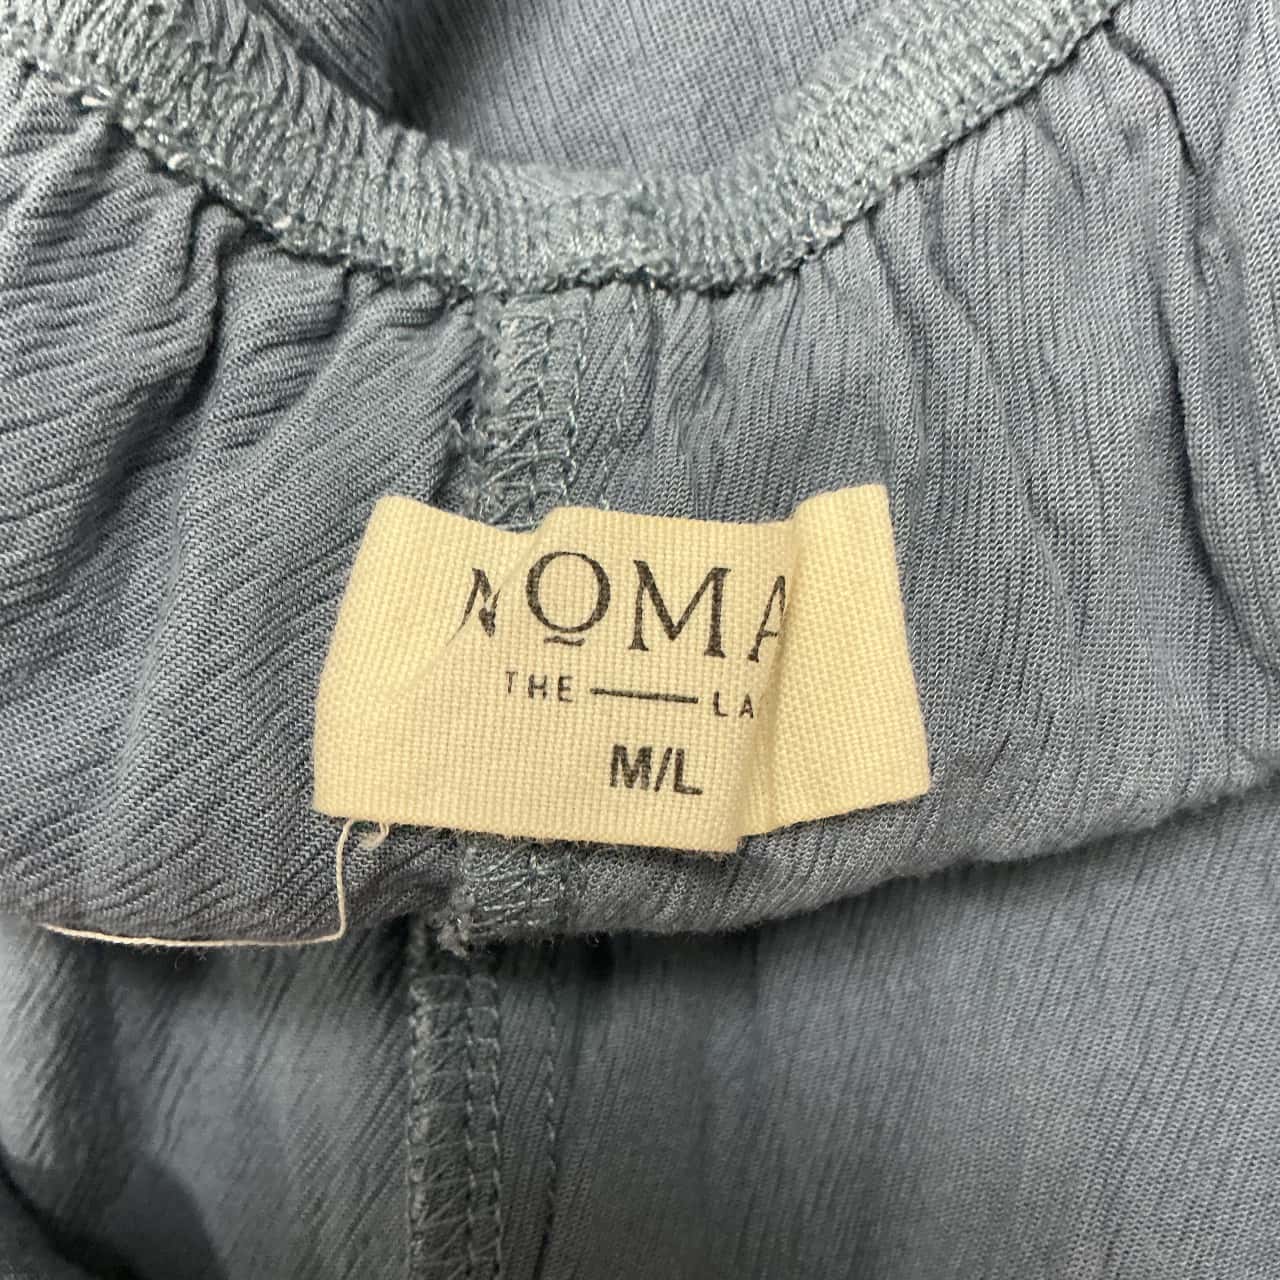 NOMA
THE — LA
M/L